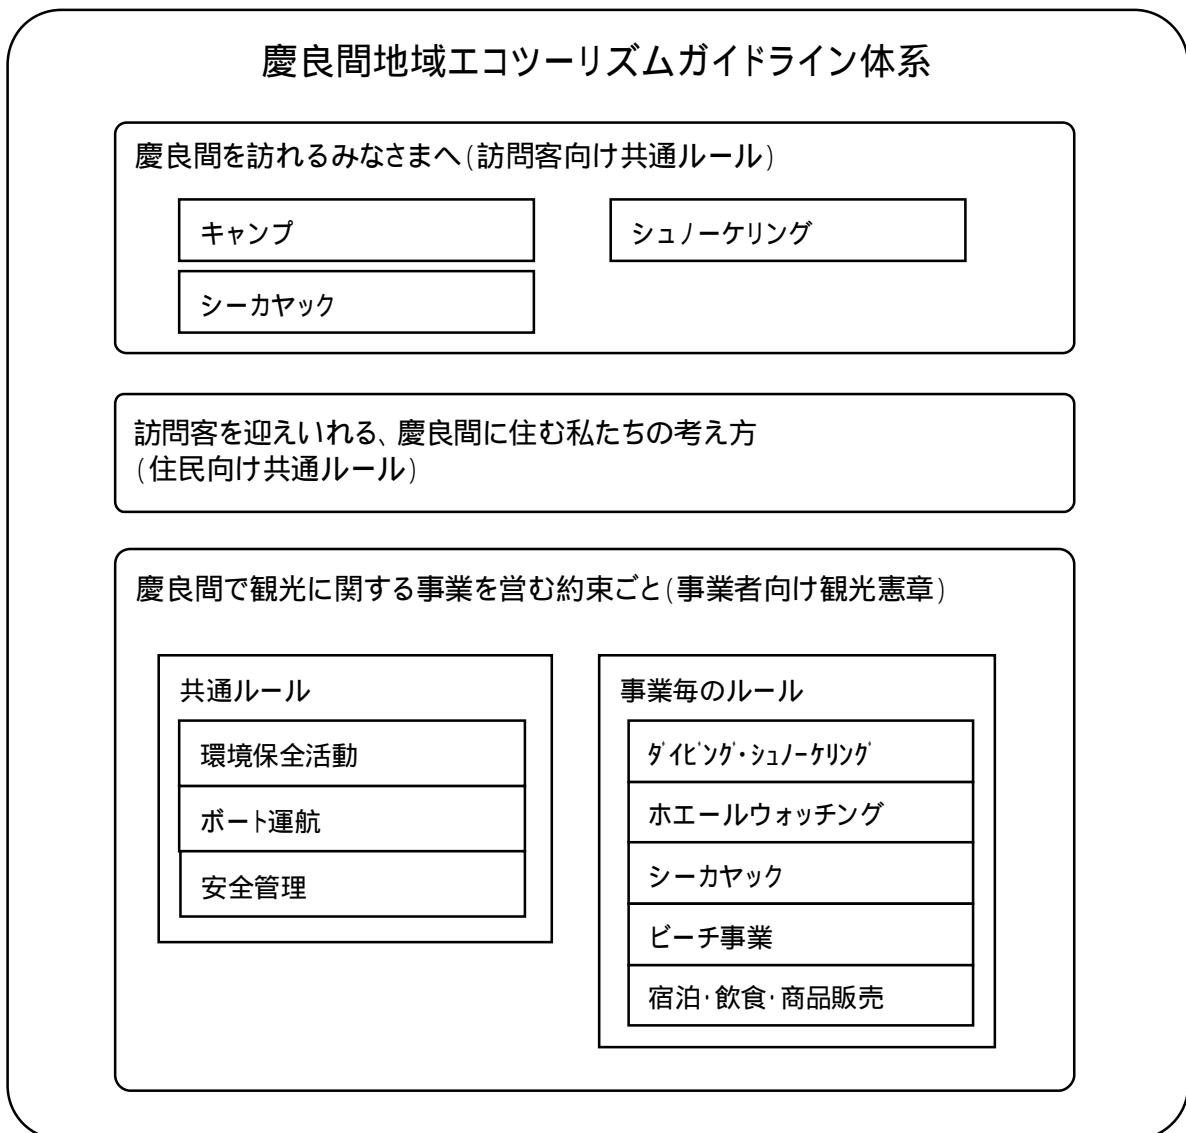 慶良間地域エコツーリズムガイドライン体系
慶良間を訪れるみなさまへ(訪問客向け共通ルール)
キャンプ
シュノーケリング
シーカヤック
訪問客を迎えいれる、慶良間に住む私たちの考え方
(住民向け共通ルール)
慶良間で観光に関する事業を営む約束ごと(事業者向け観光憲章)
共通ルール
環境保全活動
ボート運航
安全管理
事業毎のルール
ﾀﾞｲﾋﾞﾝｸﾞ・ｼｭﾉｰｹﾘﾝｸﾞ
ホエールウォッチング
シーカヤック
ビーチ事業
宿泊・飲食・商品販売